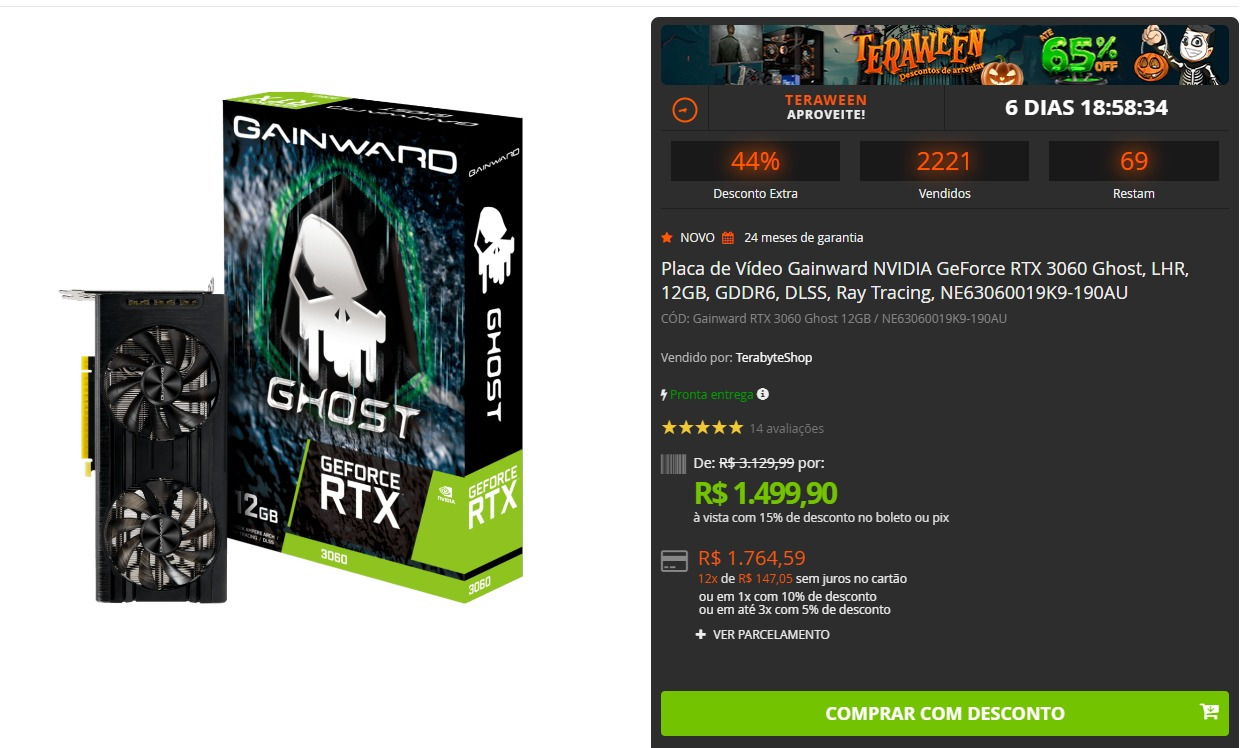 GAINWARD
GAINWARD
GHOST
GHOST
GEFORCE
RTX
NVIDIA
GEFORCE
RTX
12GB
3060
3060
GAINWARD
GAINWARD
TERAWEEN
Descontos de arrepiar
ATÉ
65%
OFF
TERAWEEN
APROVEITE!
6 DIAS 18:58:34
44%
2221
69
Desconto Extra
Vendidos
Restam
NOVO 24 meses de garantia
Placa de Vídeo Gainward NVIDIA GeForce RTX 3060 Ghost, LHR,
12GB, GDDR6, DLSS, Ray Tracing, NE63060019K9-190AU
CÓD: Gainward RTX 3060 Ghost 12GB / NE63060019K9-190AU
Vendido por: TerabyteShop
Pronta entrega
14 avaliações
De: R$ 3.129,99 por:
R$ 1.499,90
à vista com 15% de desconto no boleto ou pix
R$ 1.764,59
12x de R$ 147,05 sem juros no cartão
ou em 1x com 10% de desconto
ou em até 3x com 5% de desconto
+ VER PARCELAMENTO
COMPRAR COM DESCONTO